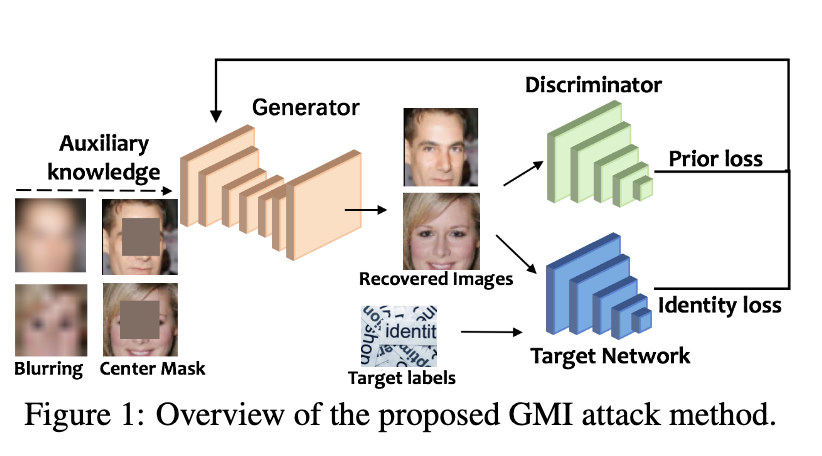 Discriminator
Generator
Auxiliary
knowledge
Prior loss
Recovered Images
Identity loss
identit
Target Network
Blurring
Center Mask
Target labels
Figure 1: Overview of the proposed GMI attack method.